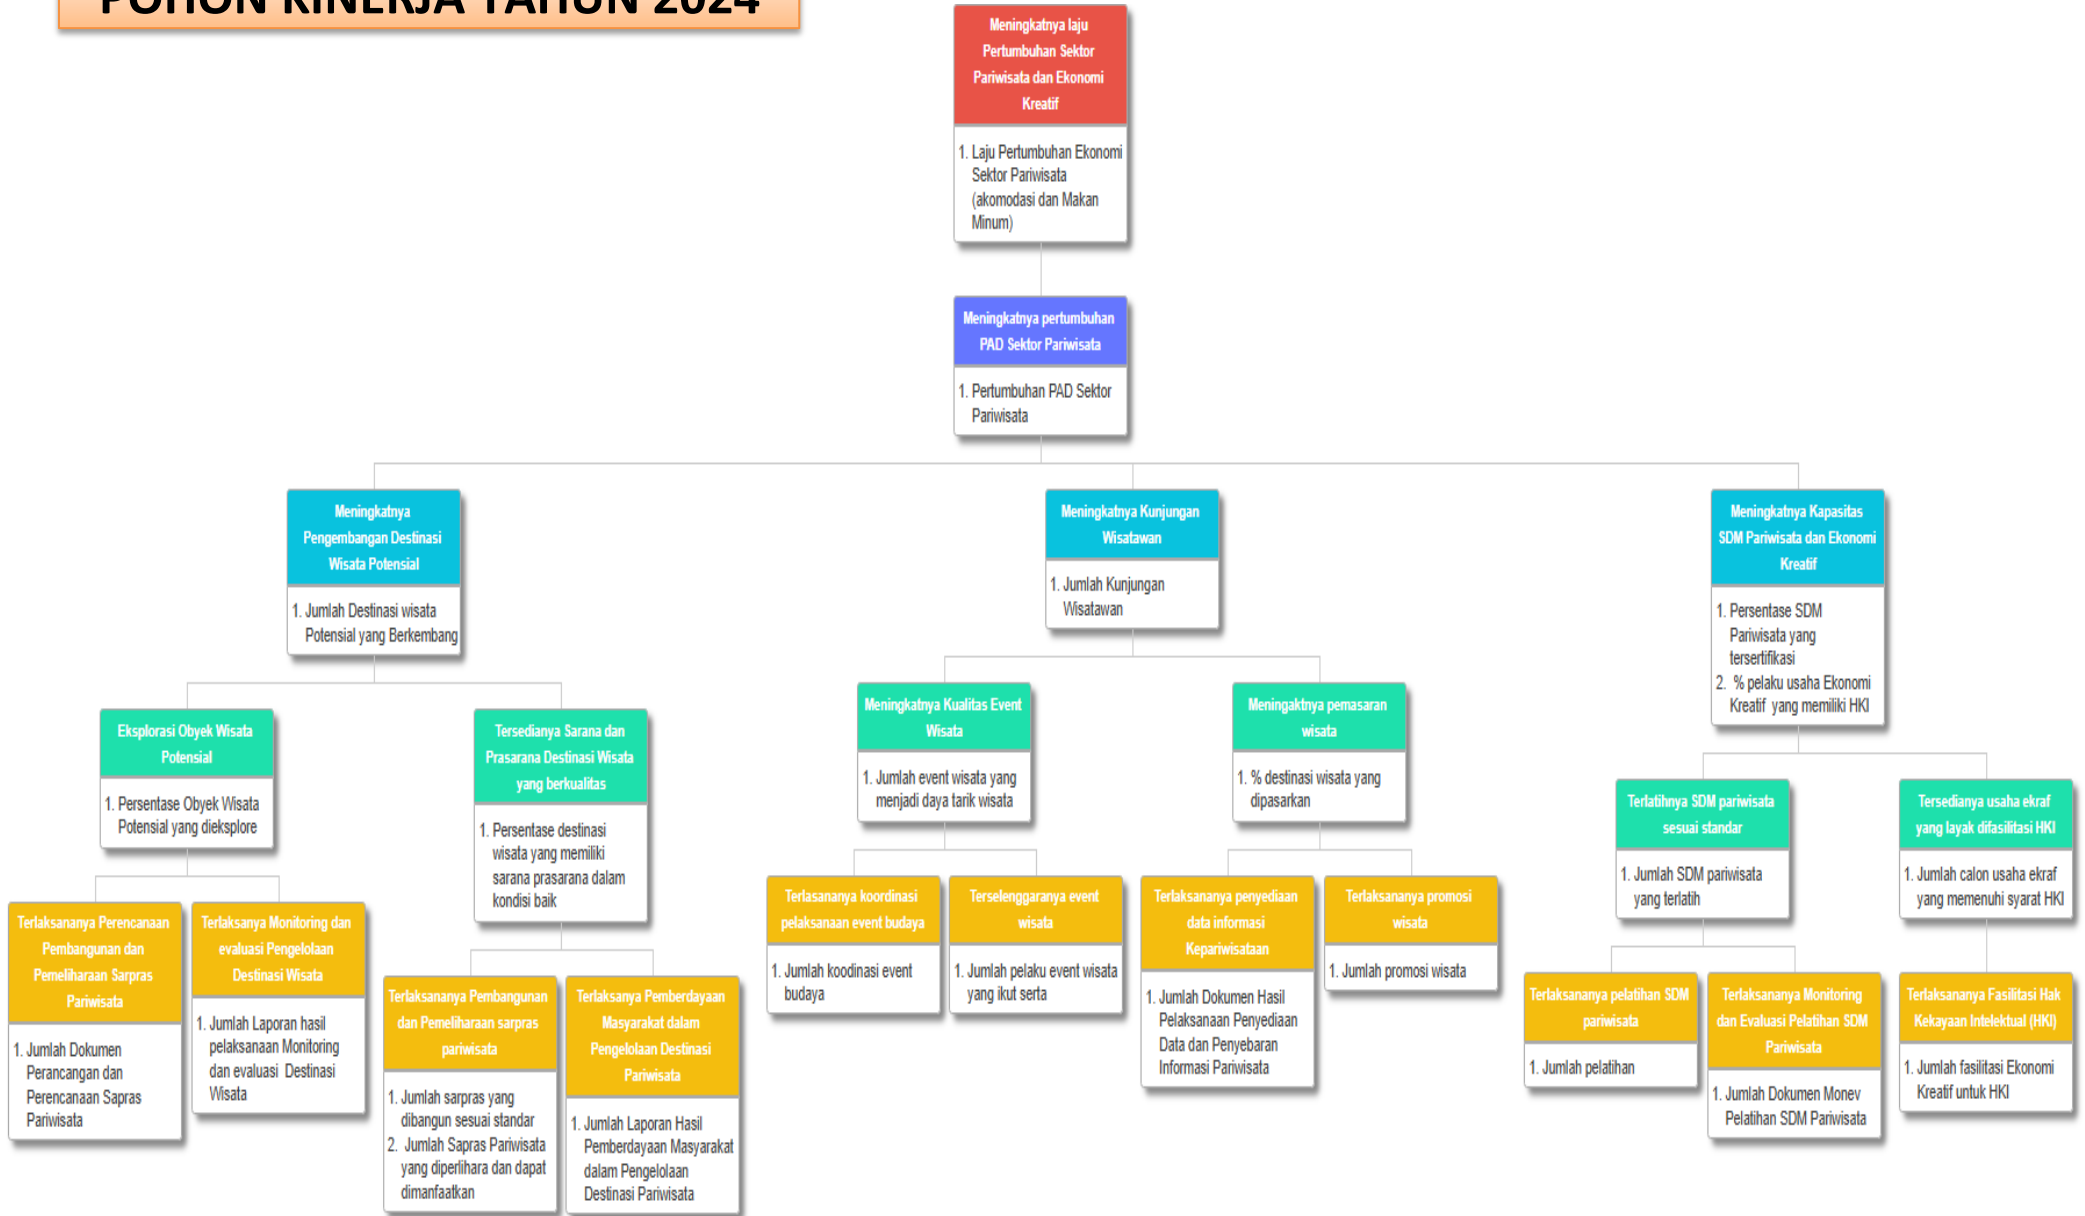 POHON KINERJA TAHUN 2024
Meningkatnya laju
Pertumbuhan Sektor
Pariwisata dan Ekonomi
Kreatif
1. Laju Pertumbuhan Ekonomi
Sektor Pariwisata
(akomodasi dan Makan
Minum)
Meningkatnya pertumbuhan
PAD Sektor Pariwisata
1. Pertumbuhan PAD Sektor
Pariwisata
Meningkatnya
Pengembangan Destinasi
Wisata Potensial
1. Jumlah Destinasi wisata
Potensial yang Berkembang
Meningkatnya Kunjungan
Wisatawan
1. Jumlah Kunjungan
Wisatawan
Meningkatnya Kapasitas
SDM Pariwisata dan Ekonomi
Kreatif
1. Persentase SDM
Pariwisata yang
tersertifikasi
2. % pelaku usaha Ekonomi
Kreatif yang memiliki HKI
Eksplorasi Obyek Wisata
Potensial
1. Persentase Obyek Wisata
Potensial yang dieksplore
Tersedianya Sarana dan
Prasarana Destinasi Wisata
yang berkualitas
1. Persentase destinasi
wisata yang memiliki
sarana prasarana dalam
kondisi baik
Meningkatnya Kualitas Event
Wisata
1. Jumlah event wisata yang
menjadi daya tarik wisata
Meningaktnya pemasaran
wisata
1. % destinasi wisata yang
dipasarkan
Terlatihnya SDM pariwisata
sesuai standar
1. Jumlah SDM pariwisata
yang terlatih
Tersedianya usaha ekraf
yang layak difasilitasi HKI
1. Jumlah calon usaha ekraf
yang memenuhi syarat HKI
Terlaksananya Perencanaan
Pembangunan dan
Pemeliharaan Sarpras
Pariwisata
1. Jumlah Dokumen
Perancangan dan
Perencanaan Sapras
Pariwisata
Terlaksanya Monitoring dan
evaluasi Pengelolaan
Destinasi Wisata
1. Jumlah Laporan hasil
pelaksanaan Monitoring
dan evaluasi Destinasi
Wisata
Terlaksananya Pembangunan
dan Pemeliharaan sarpras
pariwisata
1. Jumlah sarpras yang
dibangun sesuai standar
2. Jumlah Sapras Pariwisata
yang diperlihara dan dapat
dimanfaatkan
Terlaksanya Pemberdayaan
Masyarakat dalam
Pengelolaan Destinasi
Pariwisata
1. Jumlah Laporan Hasil
Pemberdayaan Masyarakat
dalam Pengelolaan
Destinasi Pariwisata
Terlasananya koordinasi
pelaksanaan event budaya
1. Jumlah koodinasi event
budaya
Terselenggaranya event
wisata
1. Jumlah pelaku event wisata
yang ikut serta
Terlaksananya penyediaan
data informasi
Kepariwisataan
1. Jumlah Dokumen Hasil
Pelaksanaan Penyediaan
Data dan Penyebaran
Informasi Pariwisata
Terlaksananya promosi
wisata
1. Jumlah promosi wisata
Terlaksananya pelatihan SDM
pariwisata
1. Jumlah pelatihan
Terlaksananya Monitoring
dan Evaluasi Pelatihan SDM
Pariwisata
1. Jumlah Dokumen Monev
Pelatihan SDM Pariwisata
Terlaksananya Fasilitasi Hak
Kekayaan Intelektual (HKI)
1. Jumlah fasilitasi Ekonomi
Kreatif untuk HKI